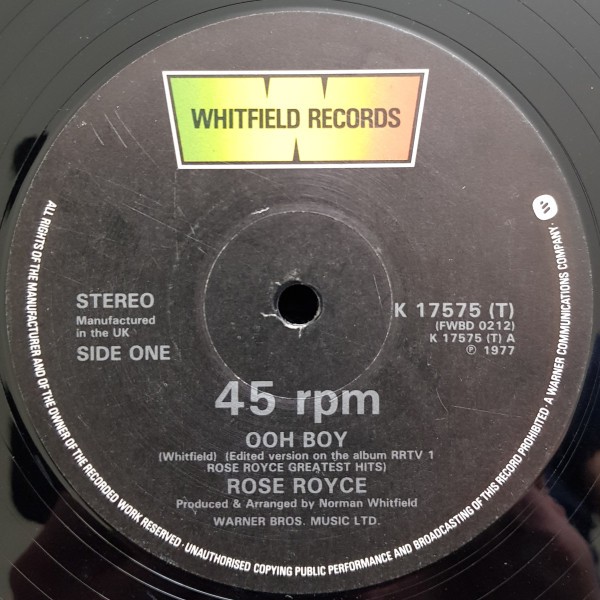 WHITFIELD RECORDS
STEREO
Manufactured
in the UK
SIDE ONE
K 17575 (T)
(FWBD 0212)
K 17575 (T) A
℗ 1977
45 rpm
OOH BOY
(Whitfield) (Edited version on the album RRTV 1
ROSE ROYCE GREATEST HITS)
ROSE ROYCE
Produced & Arranged by Norman Whitfield
WARNER BROS. MUSIC LTD.
ALL RIGHTS OF THE MANUFACTURER AND OF THE OWNER OF THE RECORDED WORK RESERVED · UNAUTHORISED COPYING PUBLIC PERFORMANCE AND BROADCASTING OF THIS RECORD PROHIBITED · A WARNER COMMUNICATIONS COMPANY ·